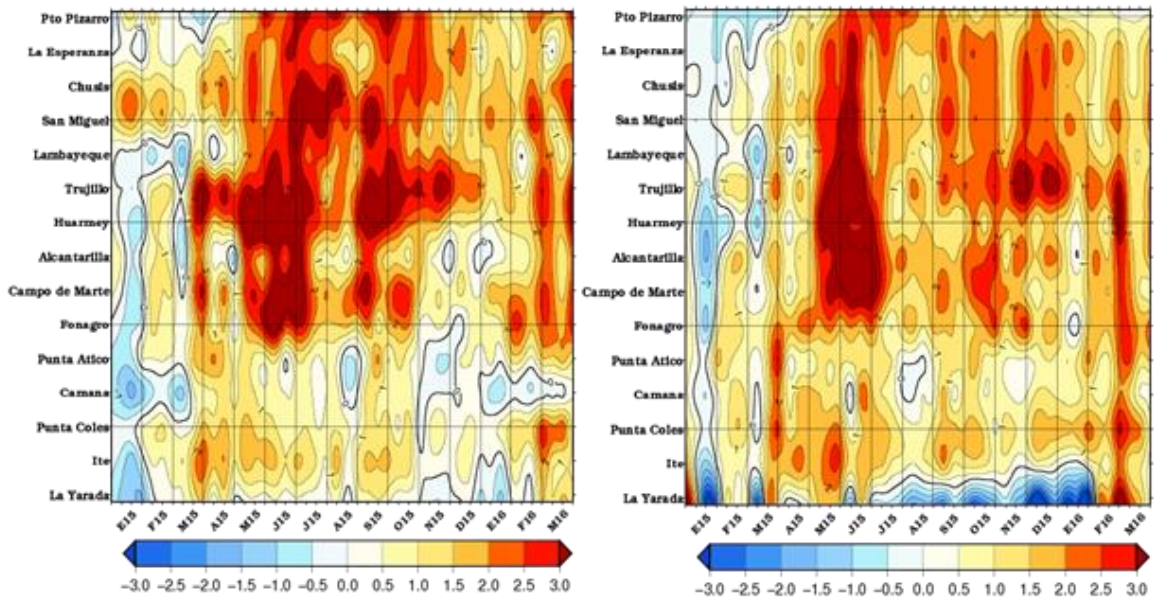 Pto Pizarro
La Esperanza
Chusis
San Miguel
Lambayeque
Trujillo
Huarmey
Alcantarilla
Campo de Marte
Fonagro
Punta Atico
Camana
Punta Coles
Ite
La Yarada
E15 F15 M15 A15 M15 J15 J15 A15 S15 O15 N15 D15 E16 F16 M16
−3.0 −2.5 −2.0 −1.5 −1.0 −0.5 0.0 0.5 1.0 1.5 2.0 2.5 3.0
Pto Pizarro
La Esperanza
Chusis
San Miguel
Lambayeque
Trujillo
Huarmey
Alcantarilla
Campo de Marte
Fonagro
Punta Atico
Camana
Punta Coles
Ite
La Yarada
E15 F15 M15 A15 M15 J15 J15 A15 S15 O15 N15 D15 E16 F16 M16
−3.0 −2.5 −2.0 −1.5 −1.0 −0.5 0.0 0.5 1.0 1.5 2.0 2.5 3.0